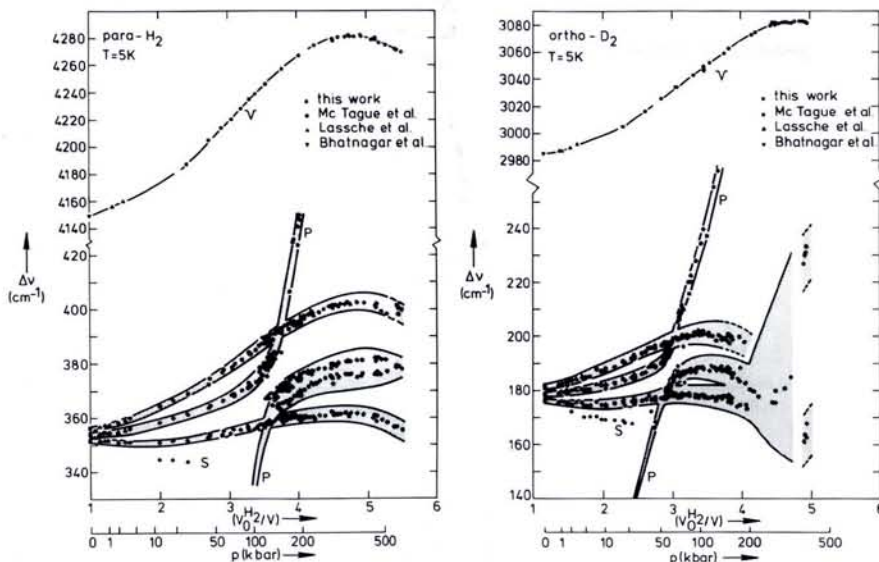 4280
4260
4240
4220
4200
4180
4160
4140
420
400
380
360
340
Δν
(cm⁻¹)
para-H₂
T=5K
ν
• this work
• Mc Tague et al.
▴ Lassche et al.
▾ Bhatnagar et al.
P
S
P
1 2 3 4 5 6
(V₀ᴴ²/V)
0 1 10 50 100 200 500
p(kbar)
3080
3060
3040
3020
3000
2980
240
220
200
180
160
140
Δν
(cm⁻¹)
ortho-D₂
T=5K
ν
• this work
• Mc Tague et al.
▴ Lassche et al.
• Bhatnagar et al.
P
S
P
1 2 3 4 5 6
(V₀ᴴ²/V)
0 1 10 50 100 200 500
p(kbar)